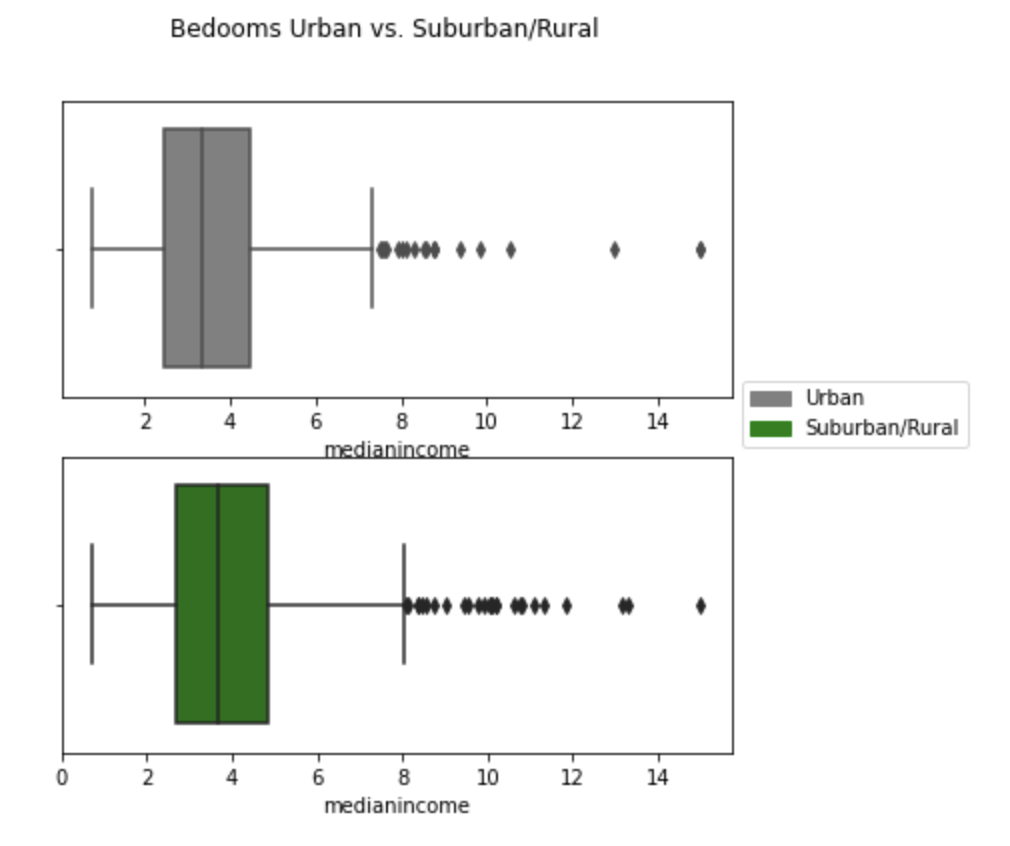 Bedooms Urban vs. Suburban/Rural
2 4 6 8 10 12 14
medianincome
Urban
Suburban/Rural
0 2 4 6 8 10 12 14
medianincome